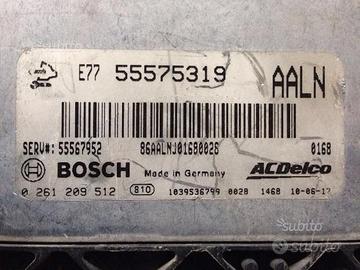 E77 55575319 AALN
SERV#: 55567952 86AALNJ0168002S 0168
BOSCH Made in Germany ACDelco
0 261 209 512 810 1039S36799 0028 1468 10-06-17
subito